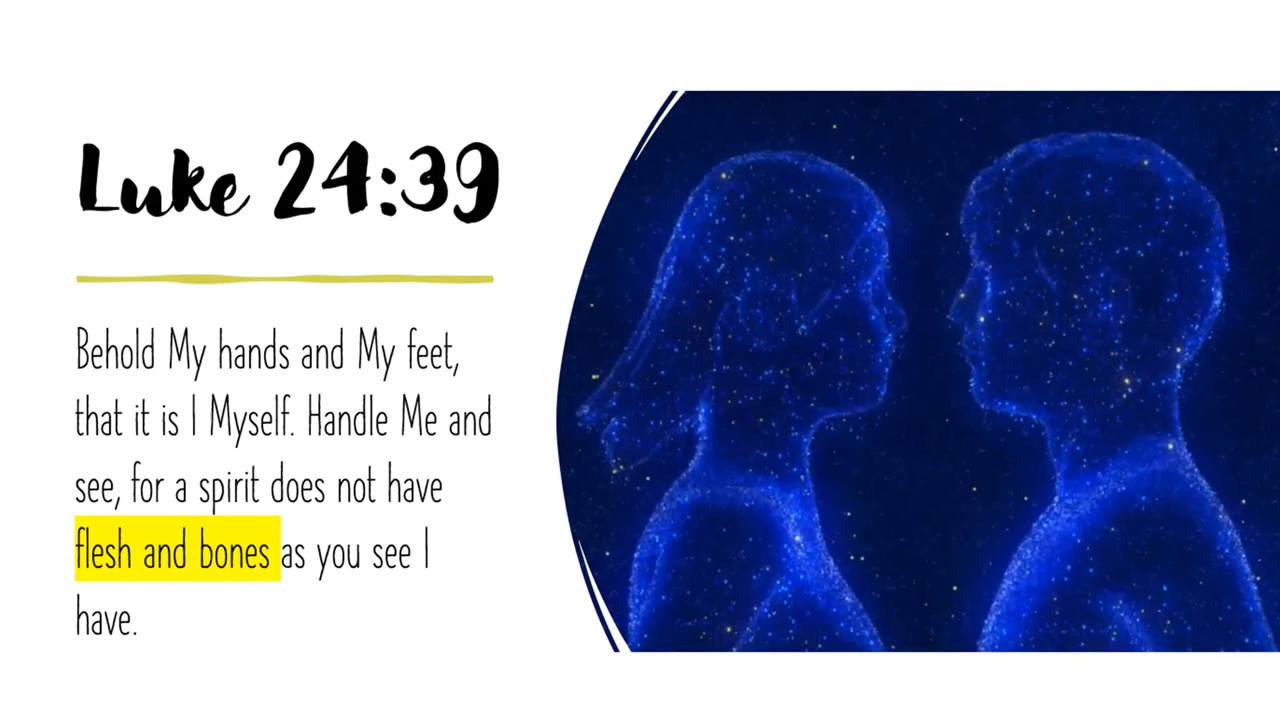 Luke 24:39
Behold My hands and My feet,
that it is I Myself. Handle Me and
see, for a spirit does not have
flesh and bones as you see I
have.